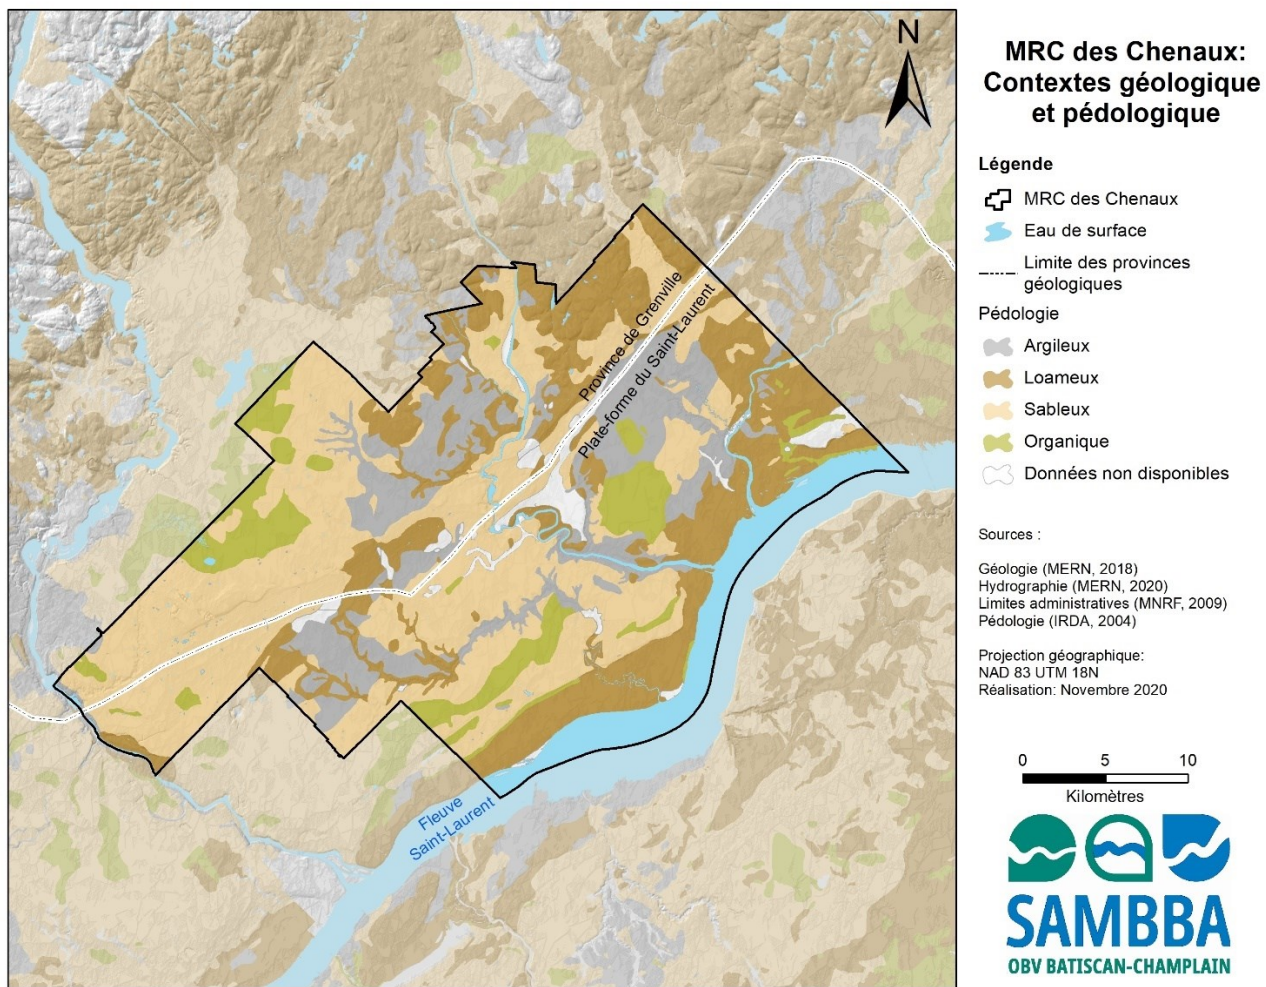 N
Province de Grenville
Plate-forme du Saint-Laurent
Fleuve
Saint-Laurent
MRC des Chenaux:
Contextes géologique
et pédologique
Légende
MRC des Chenaux
Eau de surface
Limite des provinces
géologiques
Pédologie
Argileux
Loameux
Sableux
Organique
Données non disponibles
Sources :
Géologie (MERN, 2018)
Hydrographie (MERN, 2020)
Limites administratives (MNRF, 2009)
Pédologie (IRDA, 2004)
Projection géographique:
NAD 83 UTM 18N
Réalisation: Novembre 2020
0 5 10
Kilomètres
SAMBBA
OBV BATISCAN-CHAMPLAIN